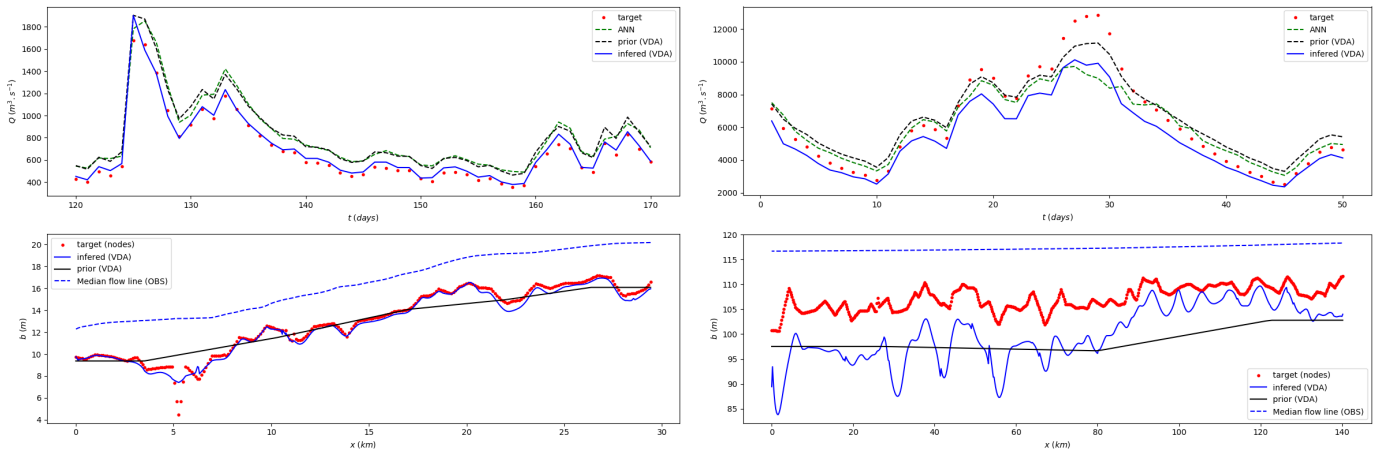 target
ANN
prior (VDA)
infered (VDA)
1800
1600
1400
1200
1000
800
600
400
Q (m³. s⁻¹)
120
130
140
150
160
170
t (days)
target
ANN
prior (VDA)
infered (VDA)
12000
10000
8000
6000
4000
2000
Q (m³. s⁻¹)
0
10
20
30
40
50
t (days)
target (nodes)
infered (VDA)
prior (VDA)
Median flow line (OBS)
20
18
16
14
12
10
8
6
4
b (m)
0
5
10
15
20
25
30
x (km)
120
115
110
105
100
95
90
85
b (m)
target (nodes)
infered (VDA)
prior (VDA)
Median flow line (OBS)
0
20
40
60
80
100
120
140
x (km)